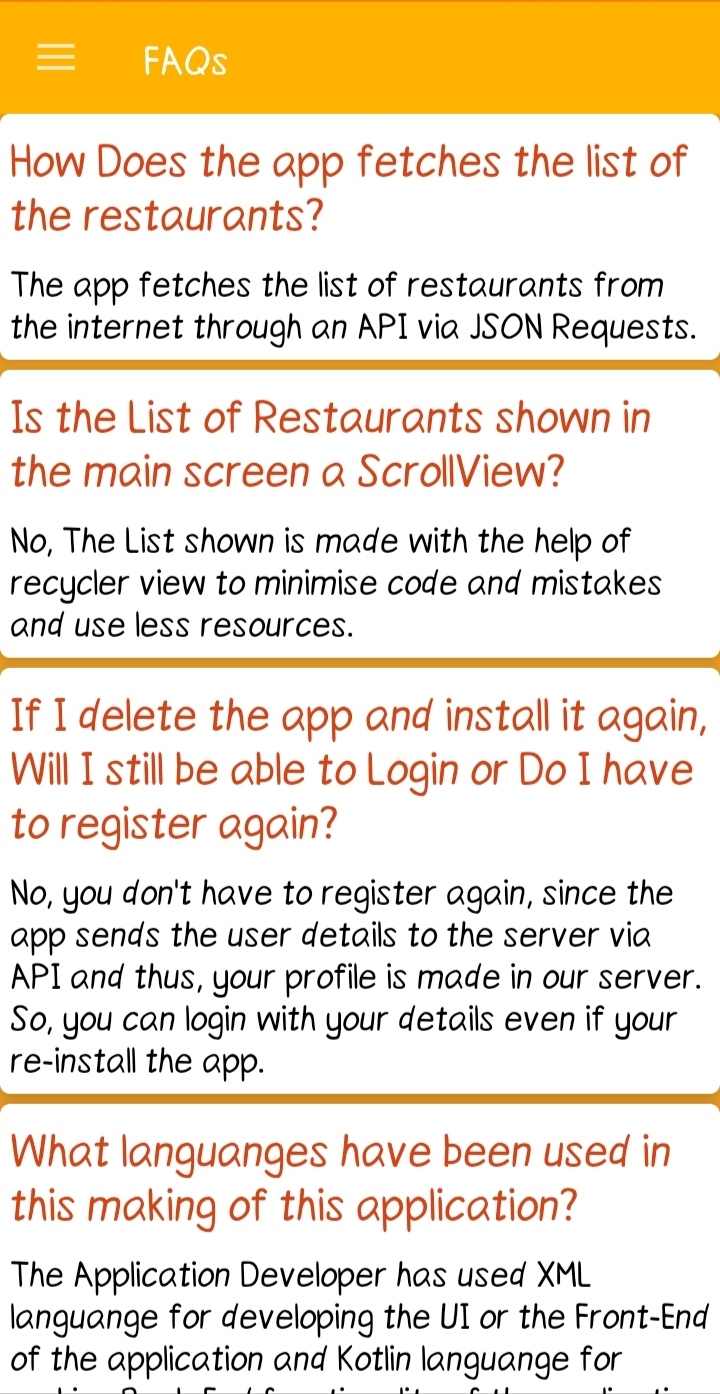 FAQs
How Does the app fetches the list of
the restaurants?
The app fetches the list of restaurants from
the internet through an API via JSON Requests.
Is the List of Restaurants shown in
the main screen a ScrollView?
No, The List shown is made with the help of
recycler view to minimise code and mistakes
and use less resources.
If I delete the app and install it again,
Will I still be able to Login or Do I have
to register again?
No, you don't have to register again, since the
app sends the user details to the server via
API and thus, your profile is made in our server.
So, you can login with your details even if your
re-install the app.
What languanges have been used in
this making of this application?
The Application Developer has used XML
languange for developing the UI or the Front-End
of the application and Kotlin languange for